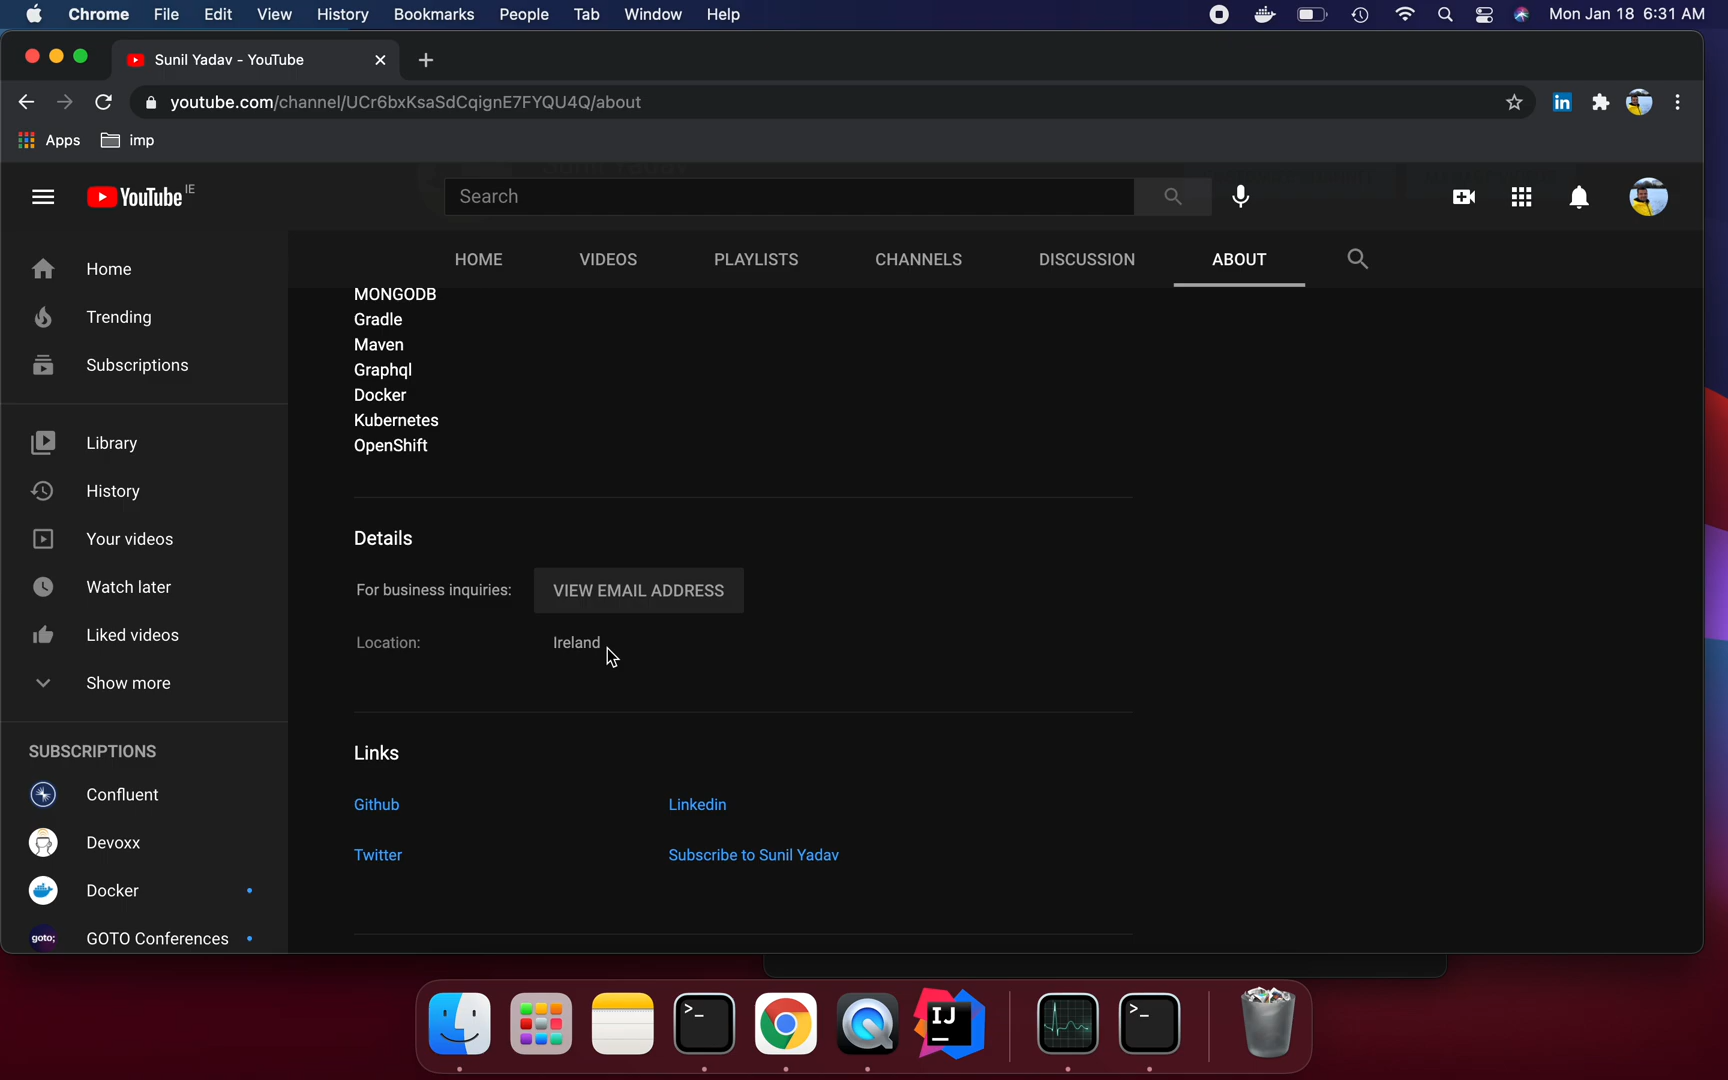 Chrome File Edit View History Bookmarks People Tab Window Help Mon Jan 18 6:31 AM
Sunil Yadav - YouTube
youtube.com/channel/UCr6bxKsaSdCqignE7FYQU4Q/about
Apps imp
YouTube IE
Search
HOME VIDEOS PLAYLISTS CHANNELS DISCUSSION ABOUT
Home
Trending
Subscriptions
Library
History
Your videos
Watch later
Liked videos
Show more
SUBSCRIPTIONS
Confluent
Devoxx
Docker
goto; GOTO Conferences
MONGODB
Gradle
Maven
Graphql
Docker
Kubernetes
OpenShift
Details
For business inquiries: VIEW EMAIL ADDRESS
Location: Ireland
Links
Github Linkedin
Twitter Subscribe to Sunil Yadav
IJ